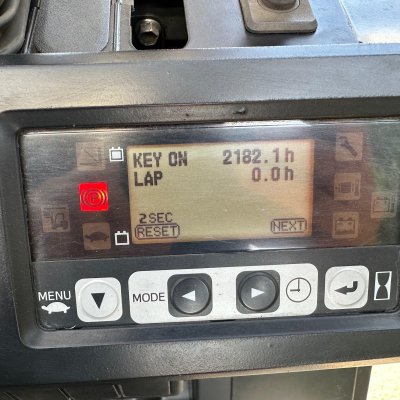 KEY ON 2182.1h
LAP 0.0h
2SEC
RESET NEXT
MENU MODE